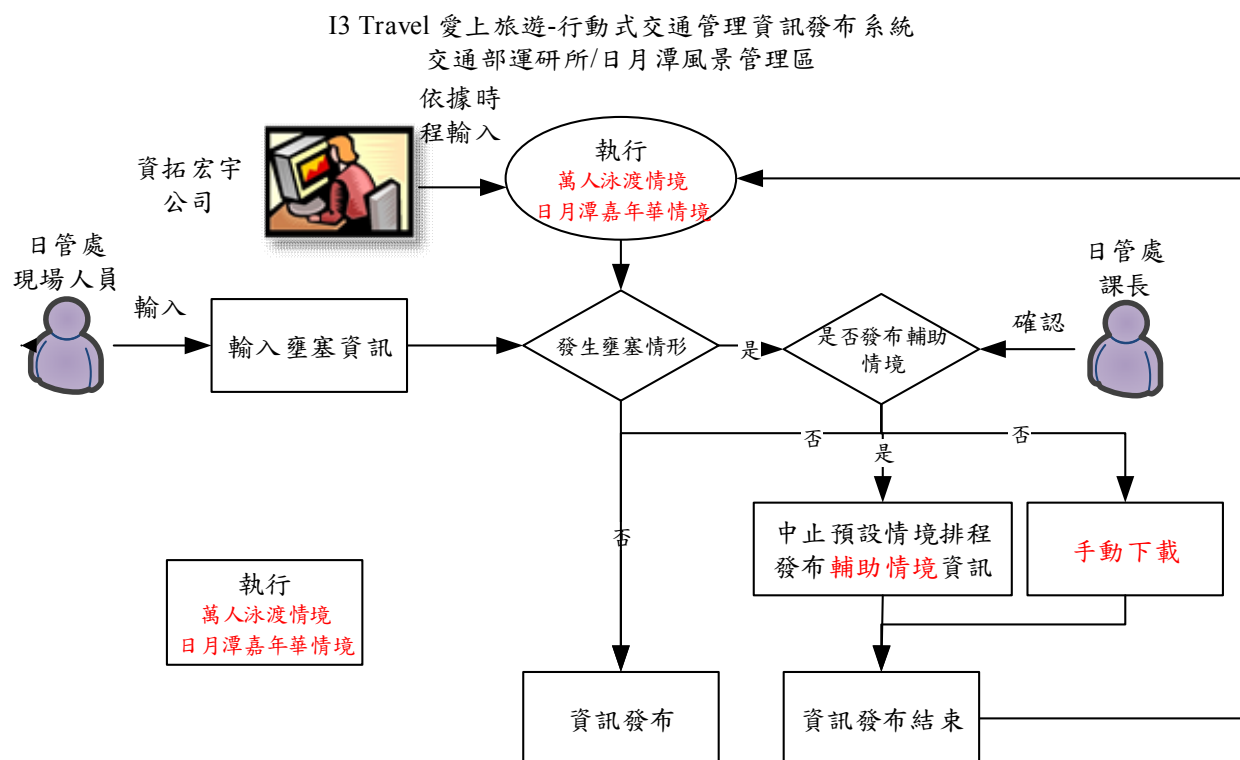 I3 Travel 愛上旅遊-行動式交通管理資訊發布系統
交通部運研所/日月潭風景管理區
依據時
程輸入
資拓宏宇
公司
執行
萬人泳渡情境
日月潭嘉年華情境
日管處
現場人員
輸入
輸入壅塞資訊
發生壅塞情形
是
是否發布輔助
情境
確認
日管處
課長
否
是
否
否
中止預設情境排程
發布輔助情境資訊
手動下載
執行
萬人泳渡情境
日月潭嘉年華情境
資訊發布
資訊發布結束